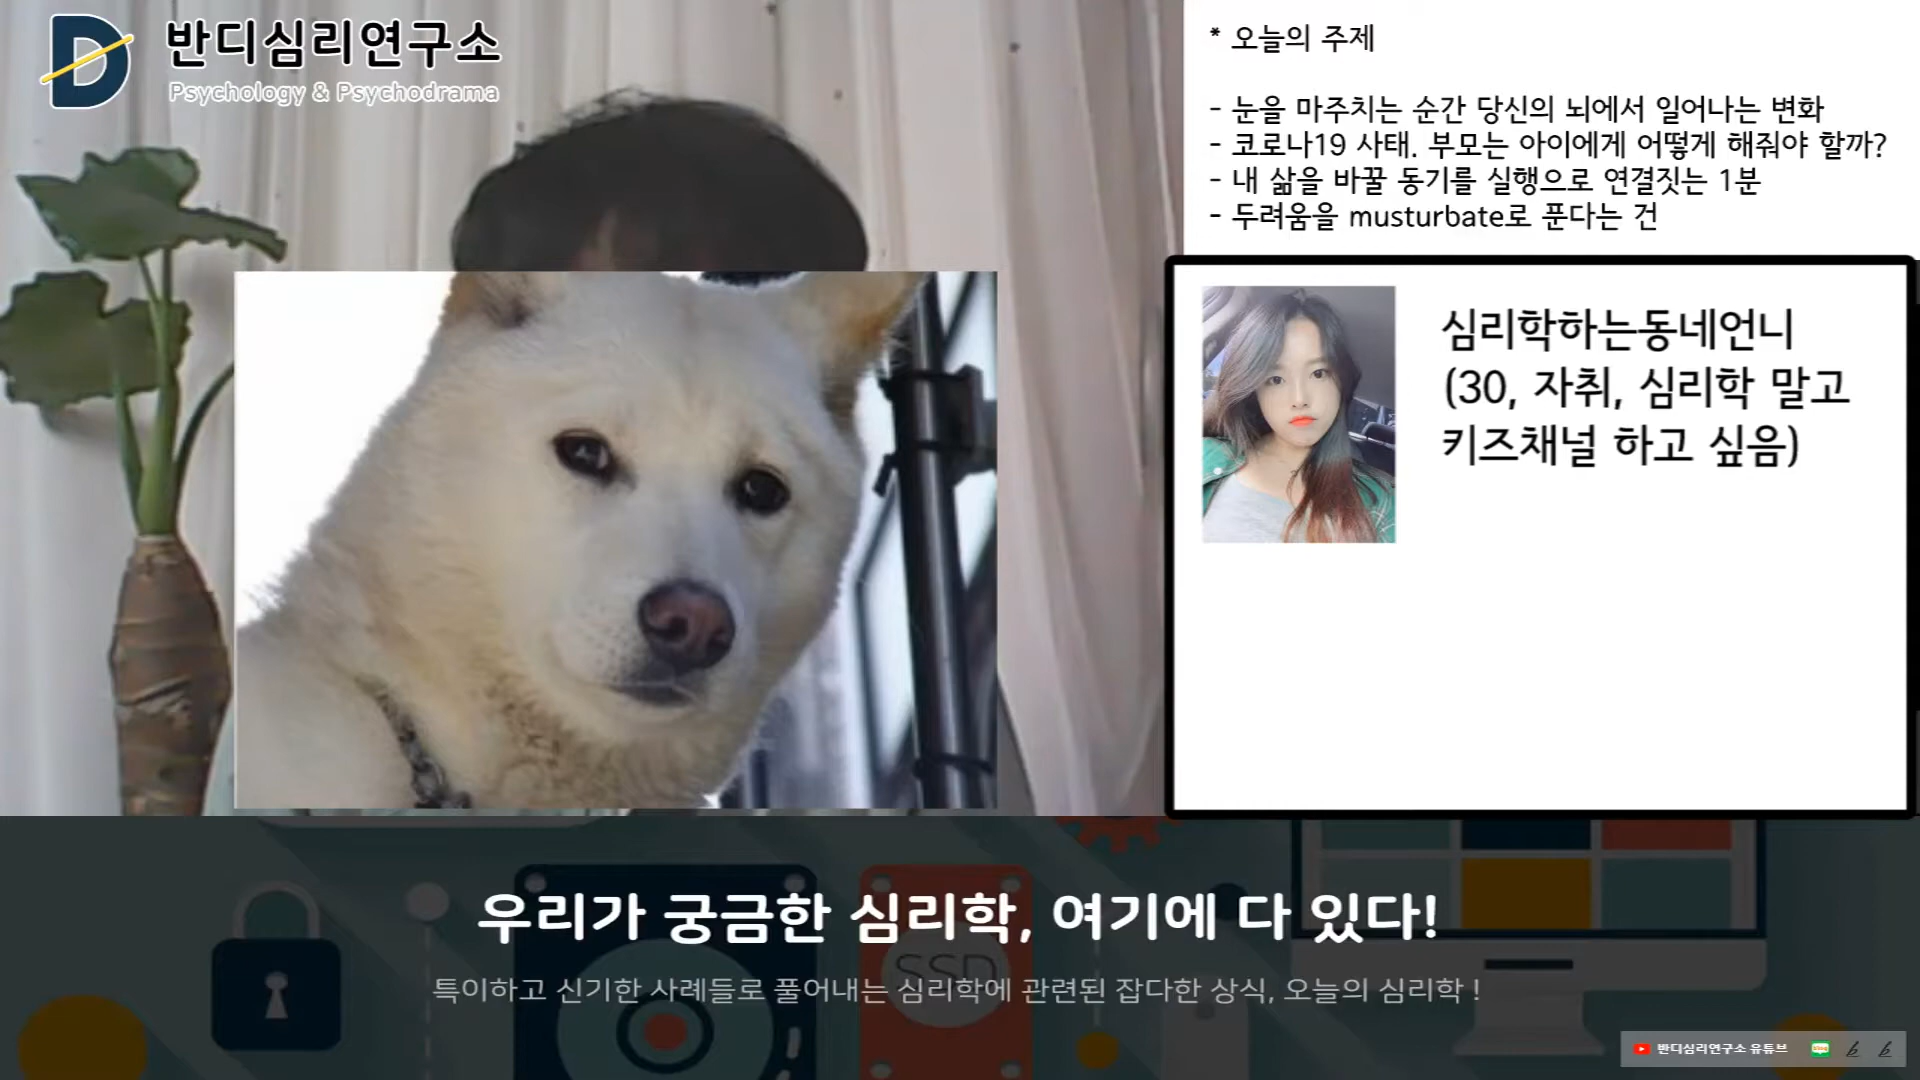 반디심리연구소
Psychology & Psychodrama
* 오늘의 주제
- 눈을 마주치는 순간 당신의 뇌에서 일어나는 변화
- 코로나19 사태. 부모는 아이에게 어떻게 해줘야 할까?
- 내 삶을 바꿀 동기를 실행으로 연결짓는 1분
- 두려움을 musturbate로 푼다는 건
심리학하는동네언니
(30, 자취, 심리학 말고
키즈채널 하고 싶음)
우리가 궁금한 심리학, 여기에 다 있다!
SSD
특이하고 신기한 사례들로 풀어내는 심리학에 관련된 잡다한 상식, 오늘의 심리학 !
반디심리연구소 유튜브